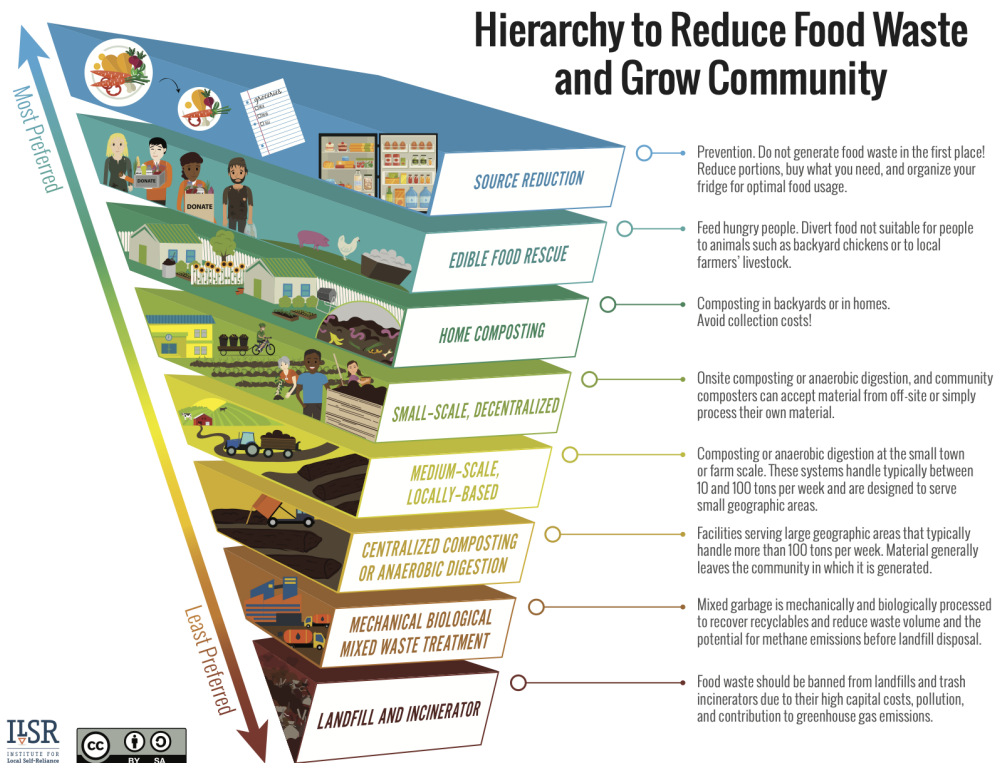 Hierarchy to Reduce Food Waste
and Grow Community
Most Preferred
groceries
DONATE
DONATE
SOURCE REDUCTION
Prevention. Do not generate food waste in the first place!
Reduce portions, buy what you need, and organize your
fridge for optimal food usage.
EDIBLE FOOD RESCUE
Feed hungry people. Divert food not suitable for people
to animals such as backyard chickens or to local
farmers' livestock.
HOME COMPOSTING
Composting in backyards or in homes.
Avoid collection costs!
SMALL-SCALE, DECENTRALIZED
Onsite composting or anaerobic digestion, and community
composters can accept material from off-site or simply
process their own material.
MEDIUM-SCALE,
LOCALLY-BASED
Composting or anaerobic digestion at the small town
or farm scale. These systems handle typically between
10 and 100 tons per week and are designed to serve
small geographic areas.
CENTRALIZED COMPOSTING
OR ANAEROBIC DIGESTION
Facilities serving large geographic areas that typically
handle more than 100 tons per week. Material generally
leaves the community in which it is generated.
MECHANICAL BIOLOGICAL
MIXED WASTE TREATMENT
Mixed garbage is mechanically and biologically processed
to recover recyclables and reduce waste volume and the
potential for methane emissions before landfill disposal.
Least Preferred
LANDFILL AND INCINERATOR
Food waste should be banned from landfills and trash
incinerators due to their high capital costs, pollution,
and contribution to greenhouse gas emissions.
ILSR
INSTITUTE FOR
Local Self-Reliance
cc
BY SA